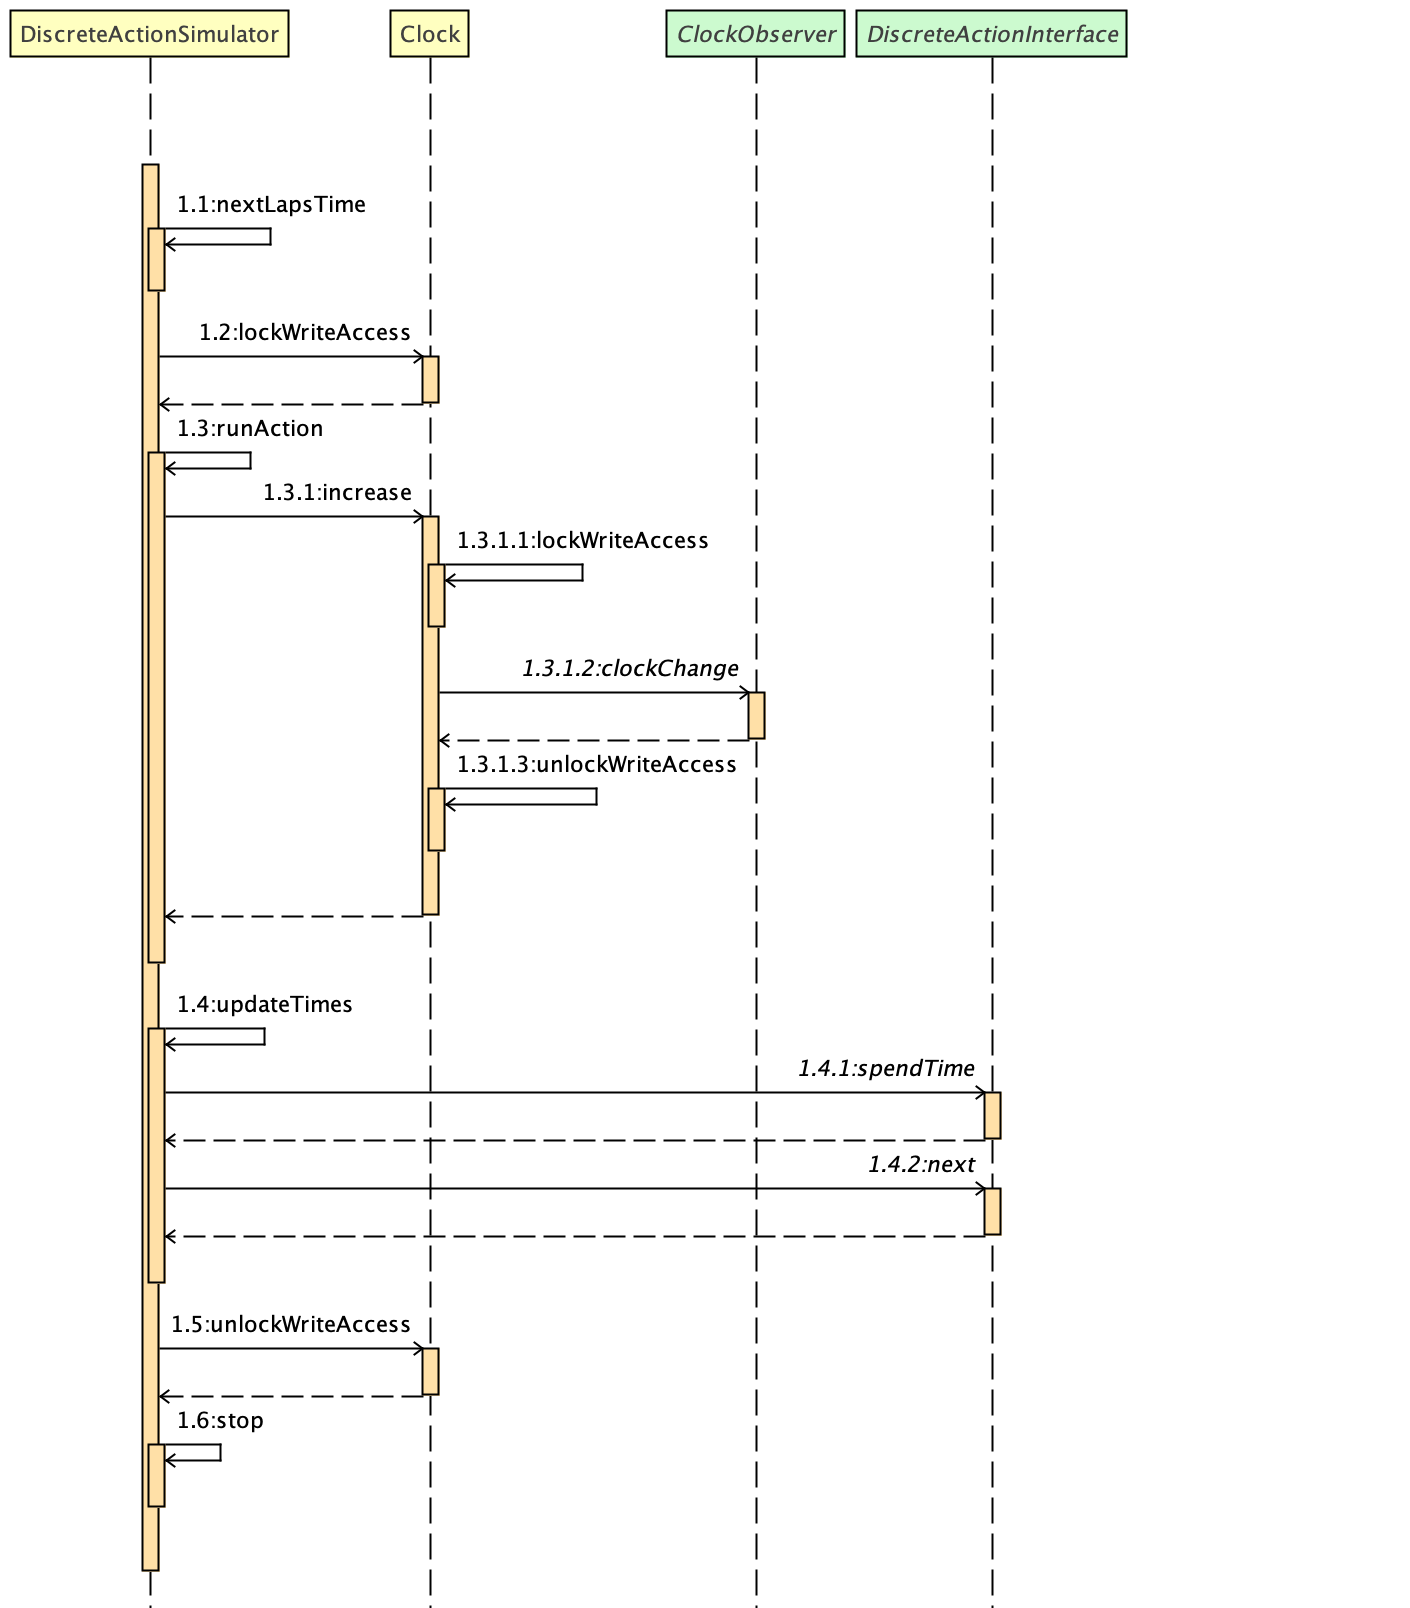 DiscreteActionSimulator
Clock
ClockObserver
DiscreteActionInterface
1.1:nextLapsTime
1.2:lockWriteAccess
1.3:runAction
1.3.1:increase
1.3.1.1:lockWriteAccess
1.3.1.2:clockChange
1.3.1.3:unlockWriteAccess
1.4:updateTimes
1.4.1:spendTime
1.4.2:next
1.5:unlockWriteAccess
1.6:stop